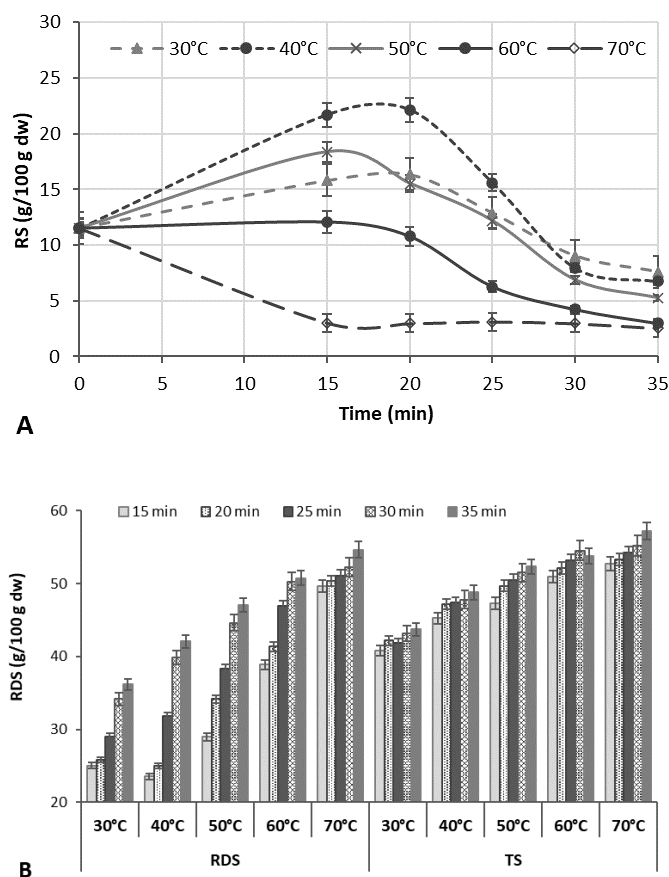 30
30°C 40°C 50°C 60°C 70°C
25
20
15
10
5
0
RS (g/100 g dw)
0 5 10 15 20 25 30 35
Time (min)
A
60
15 min 20 min 25 min 30 min 35 min
50
40
30
20
RDS (g/100 g dw)
30°C 40°C 50°C 60°C 70°C 30°C 40°C 50°C 60°C 70°C
RDS TS
B